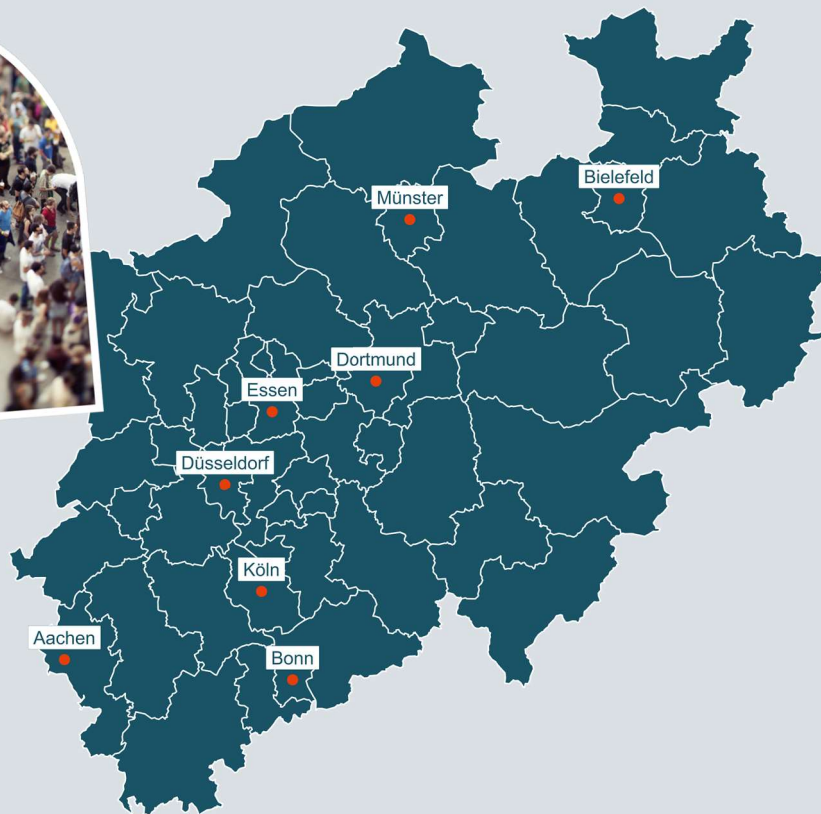 Bielefeld
Münster
Dortmund
Essen
Düsseldorf
Köln
Aachen
Bonn